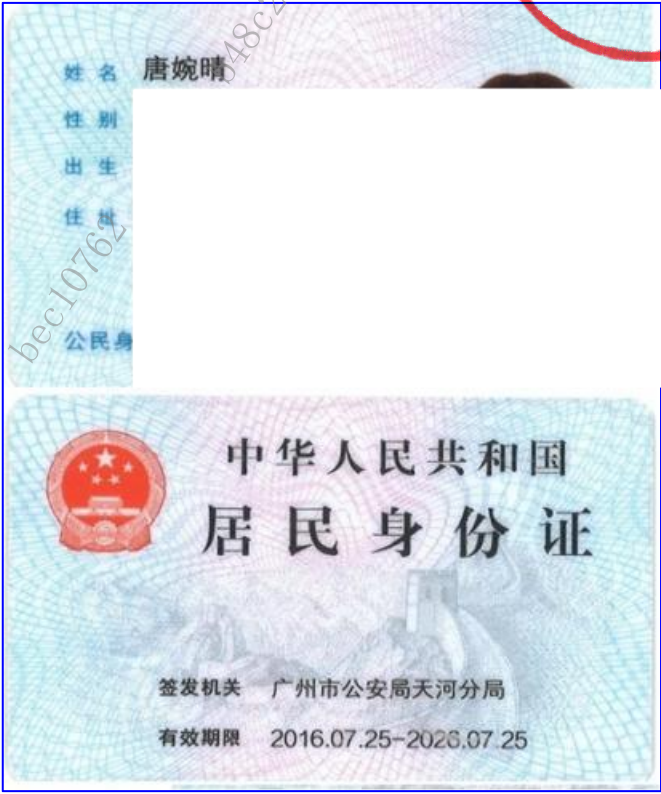 b48c2
姓名 唐婉晴
性别
出生
住址
bec10762
公民身
中华人民共和国
居民身份证
签发机关 广州市公安局天河分局
有效期限 2016.07.25-2026.07.25